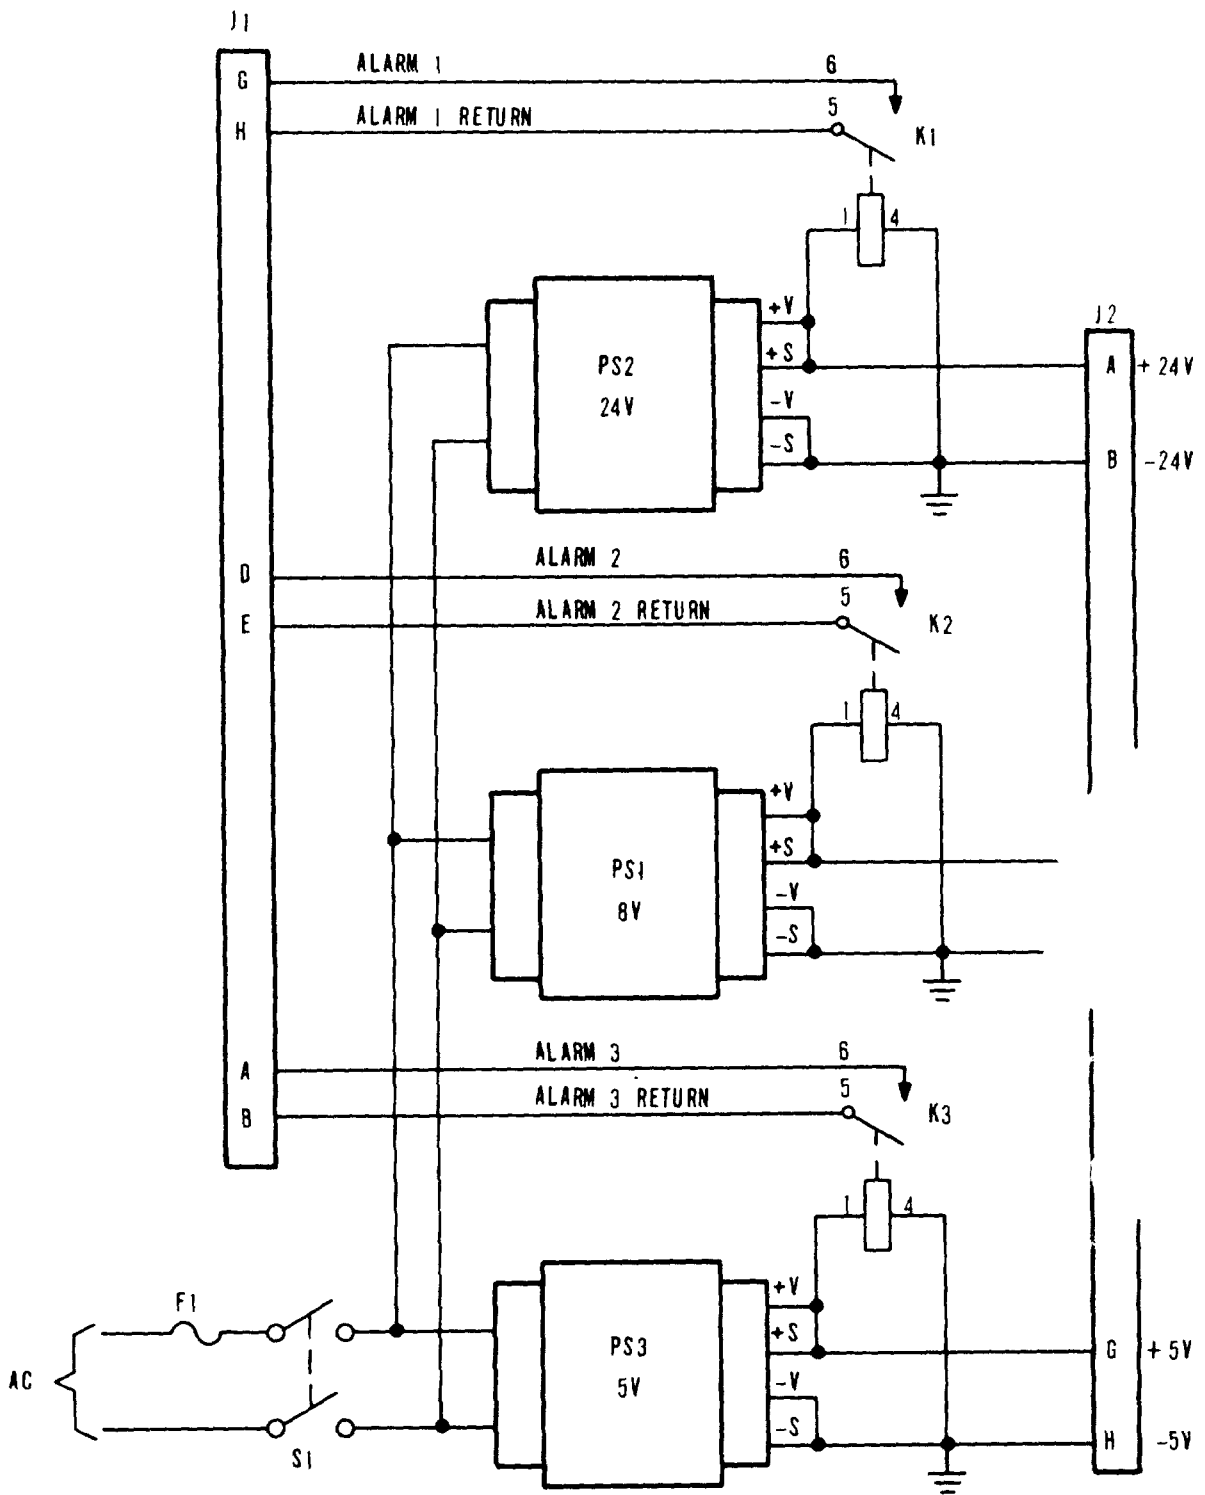 J1
G
ALARM 1
6
H
ALARM 1 RETURN
5
K1
1
4
J2
+V
+S
PS2
24V
-V
-S
A
+24V
B
-24V
D
ALARM 2
6
E
ALARM 2 RETURN
5
K2
1
4
+V
+S
PS1
8V
-V
-S
A
ALARM 3
6
B
ALARM 3 RETURN
5
K3
1
4
+V
+S
PS3
5V
-V
-S
G
+5V
H
-5V
F1
AC
S1